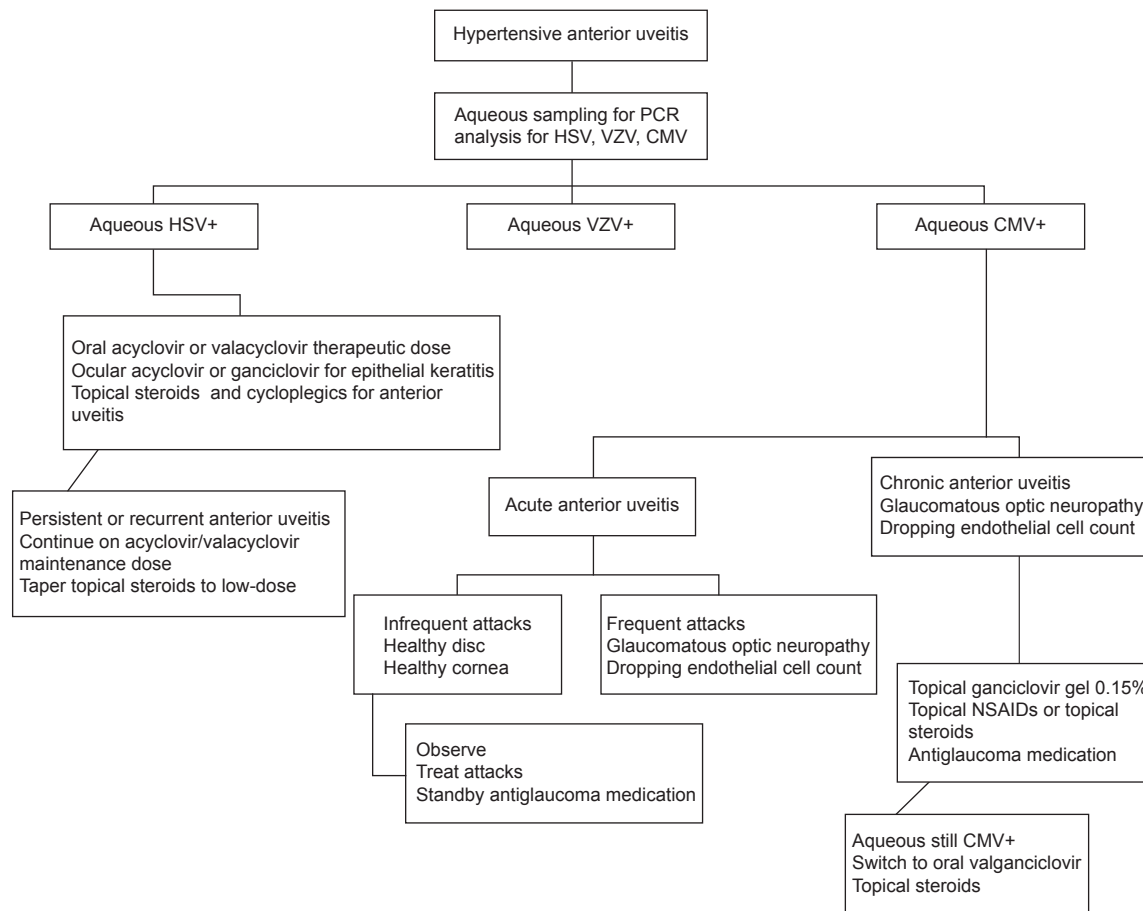 Hypertensive anterior uveitis
Aqueous sampling for PCR
analysis for HSV, VZV, CMV
Aqueous HSV+
Aqueous VZV+
Aqueous CMV+
Oral acyclovir or valacyclovir therapeutic dose
Ocular acyclovir or ganciclovir for epithelial keratitis
Topical steroids and cycloplegics for anterior
uveitis
Persistent or recurrent anterior uveitis
Continue on acyclovir/valacyclovir
maintenance dose
Taper topical steroids to low-dose
Acute anterior uveitis
Chronic anterior uveitis
Glaucomatous optic neuropathy
Dropping endothelial cell count
Infrequent attacks
Healthy disc
Healthy cornea
Frequent attacks
Glaucomatous optic neuropathy
Dropping endothelial cell count
Observe
Treat attacks
Standby antiglaucoma medication
Topical ganciclovir gel 0.15%
Topical NSAIDs or topical
steroids
Antiglaucoma medication
Aqueous still CMV+
Switch to oral valganciclovir
Topical steroids